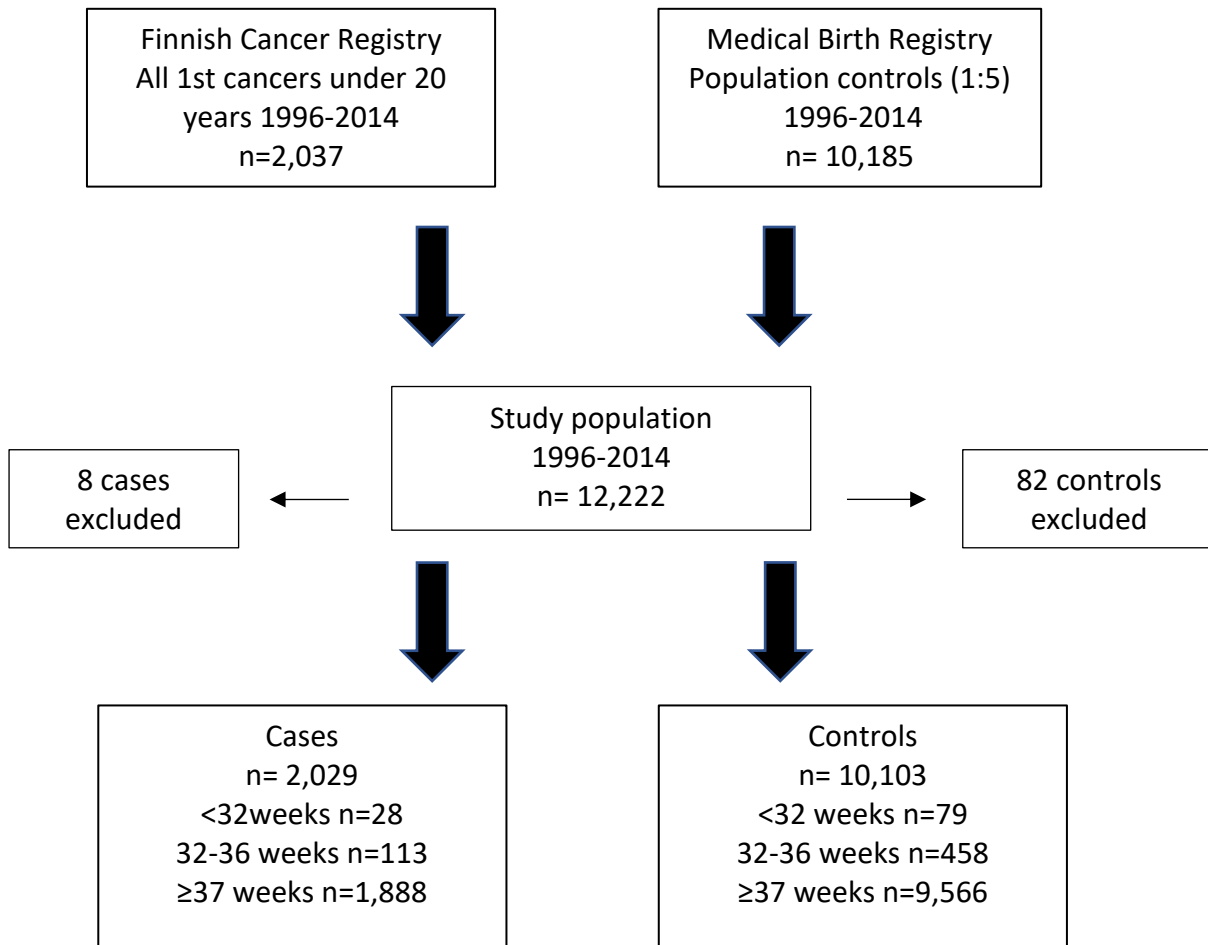 Finnish Cancer Registry
All 1st cancers under 20
years 1996-2014
n=2,037
Medical Birth Registry
Population controls (1:5)
1996-2014
n= 10,185
Study population
1996-2014
n= 12,222
8 cases
excluded
82 controls
excluded
Cases
n= 2,029
<32weeks n=28
32-36 weeks n=113
≥37 weeks n=1,888
Controls
n= 10,103
<32 weeks n=79
32-36 weeks n=458
≥37 weeks n=9,566